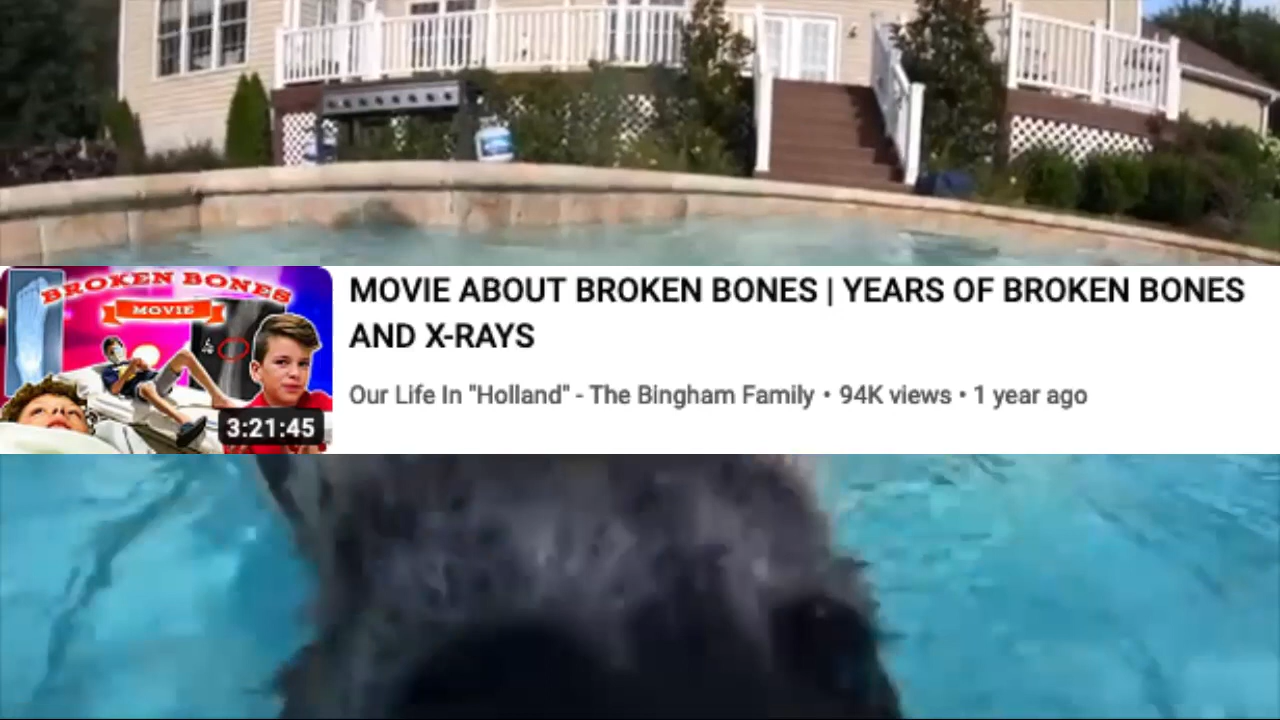 BROKEN BONES
MOVIE
3:21:45
MOVIE ABOUT BROKEN BONES | YEARS OF BROKEN BONES
AND X-RAYS
Our Life In "Holland" - The Bingham Family • 94K views • 1 year ago